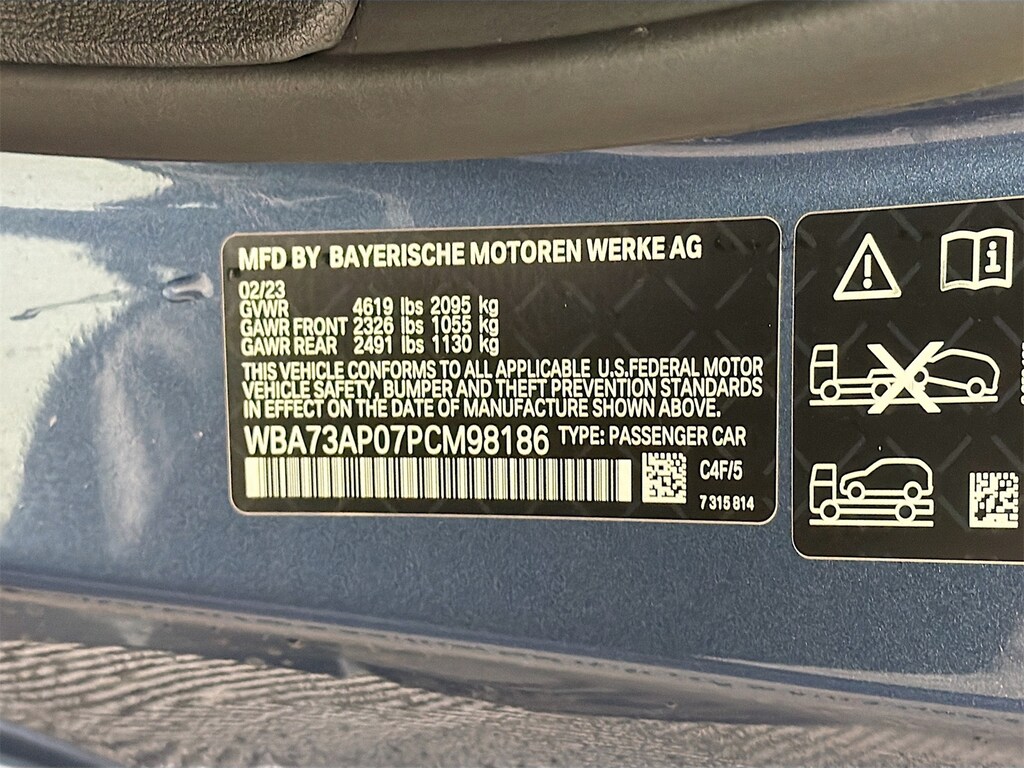 MFD BY BAYERISCHE MOTOREN WERKE AG
02/23
GVWR 4619 lbs 2095 kg
GAWR FRONT 2326 lbs 1055 kg
GAWR REAR 2491 lbs 1130 kg
THIS VEHICLE CONFORMS TO ALL APPLICABLE U.S.FEDERAL MOTOR
VEHICLE SAFETY, BUMPER AND THEFT PREVENTION STANDARDS
IN EFFECT ON THE DATE OF MANUFACTURE SHOWN ABOVE.
WBA73AP07PCM98186 TYPE: PASSENGER CAR
C4F/5
7 315 814